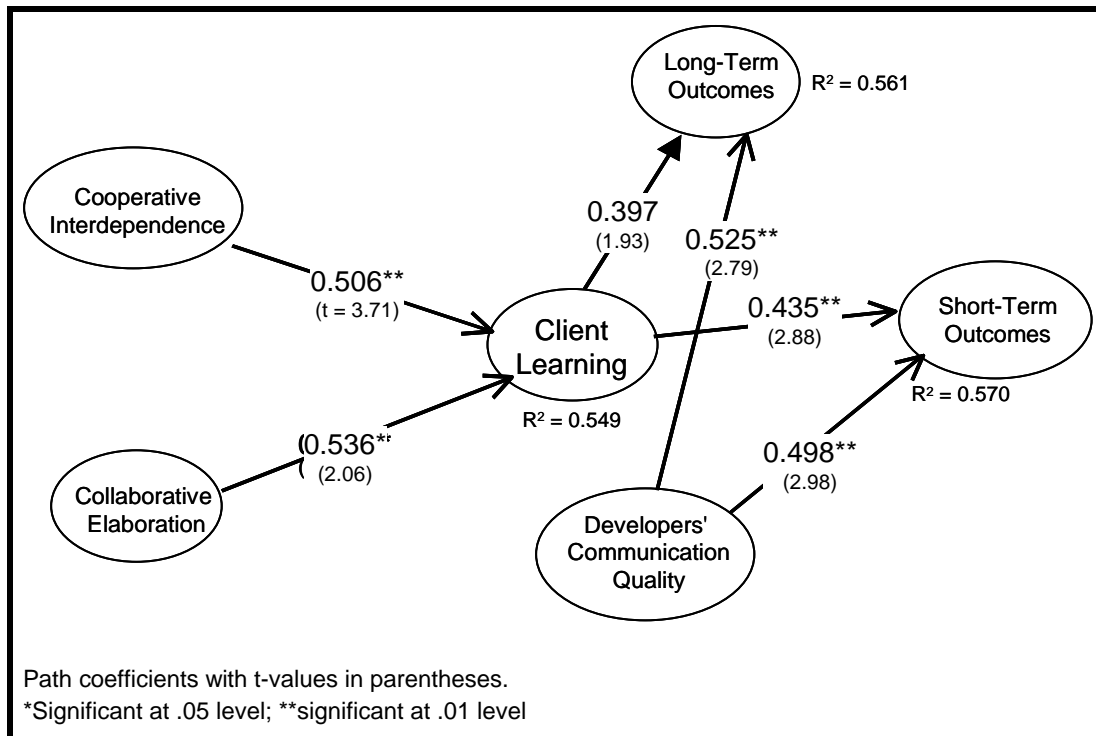 Long-Term
Outcomes
R² = 0.561
Cooperative
Interdependence
0.397
(1.93)
0.525**
(2.79)
0.506**
(t = 3.71)
Client
Learning
R² = 0.549
0.435**
(2.88)
Short-Term
Outcomes
R² = 0.570
(0.536**
(
(2.06)
0.498**
(2.98)
Collaborative
Elaboration
Developers'
Communication
Quality
Path coefficients with t-values in parentheses.
*Significant at .05 level; **significant at .01 level